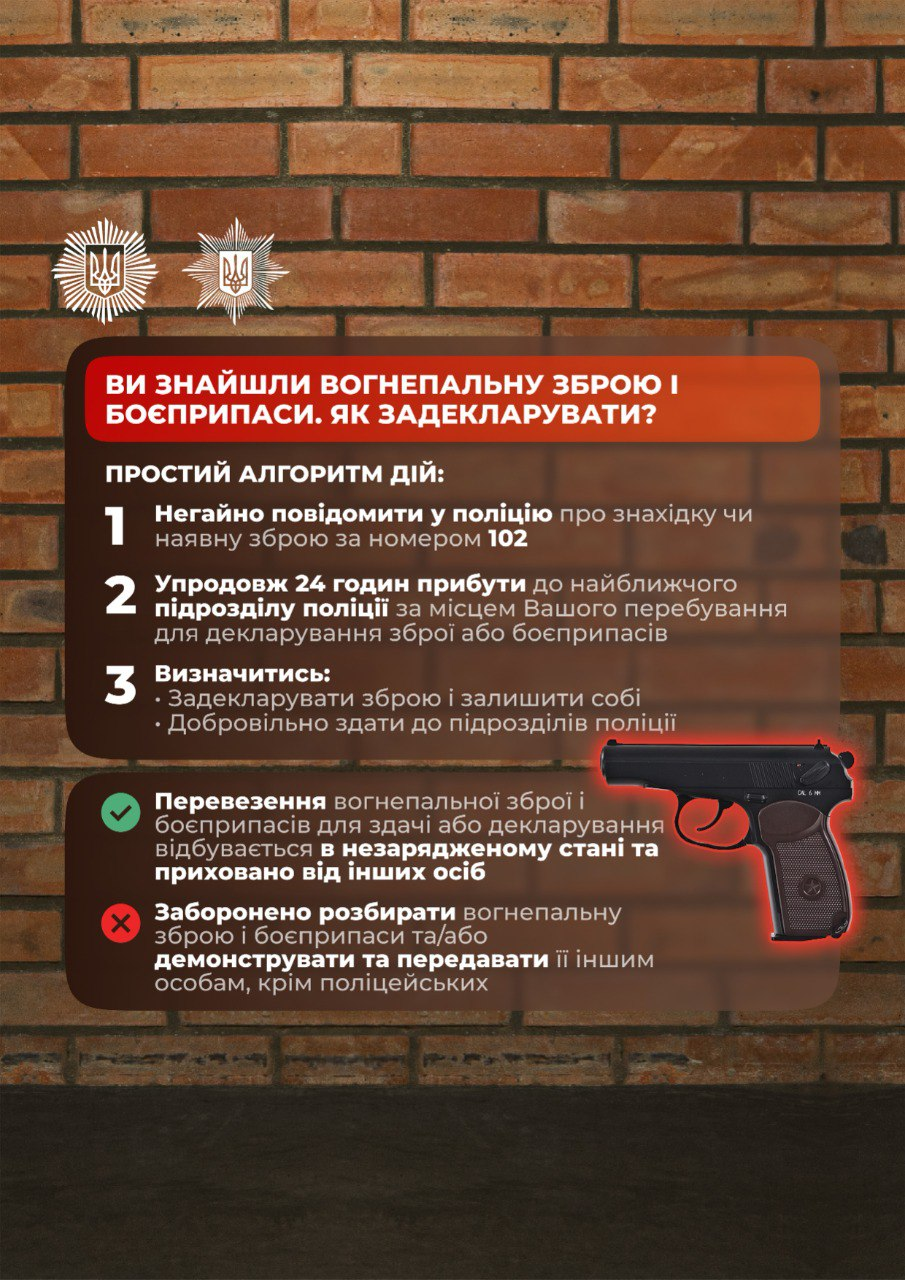 ВИ ЗНАЙШЛИ ВОГНЕПАЛЬНУ ЗБРОЮ І
БОЄПРИПАСИ. ЯК ЗАДЕКЛАРУВАТИ?
ПРОСТИЙ АЛГОРИТМ ДІЙ:
1 Негайно повідомити у поліцію про знахідку чи
наявну зброю за номером 102
2 Упродовж 24 годин прибути до найближчого
підрозділу поліції за місцем Вашого перебування
для декларування зброї або боєприпасів
3 Визначитись:
• Задекларувати зброю і залишити собі
• Добровільно здати до підрозділів поліції
CAL 6 MM
Перевезення вогнепальної зброї і
боєприпасів для здачі або декларування
відбувається в незарядженому стані та
приховано від інших осіб
Заборонено розбирати вогнепальну
зброю і боєприпаси та/або
демонструвати та передавати її іншим
особам, крім поліцейських